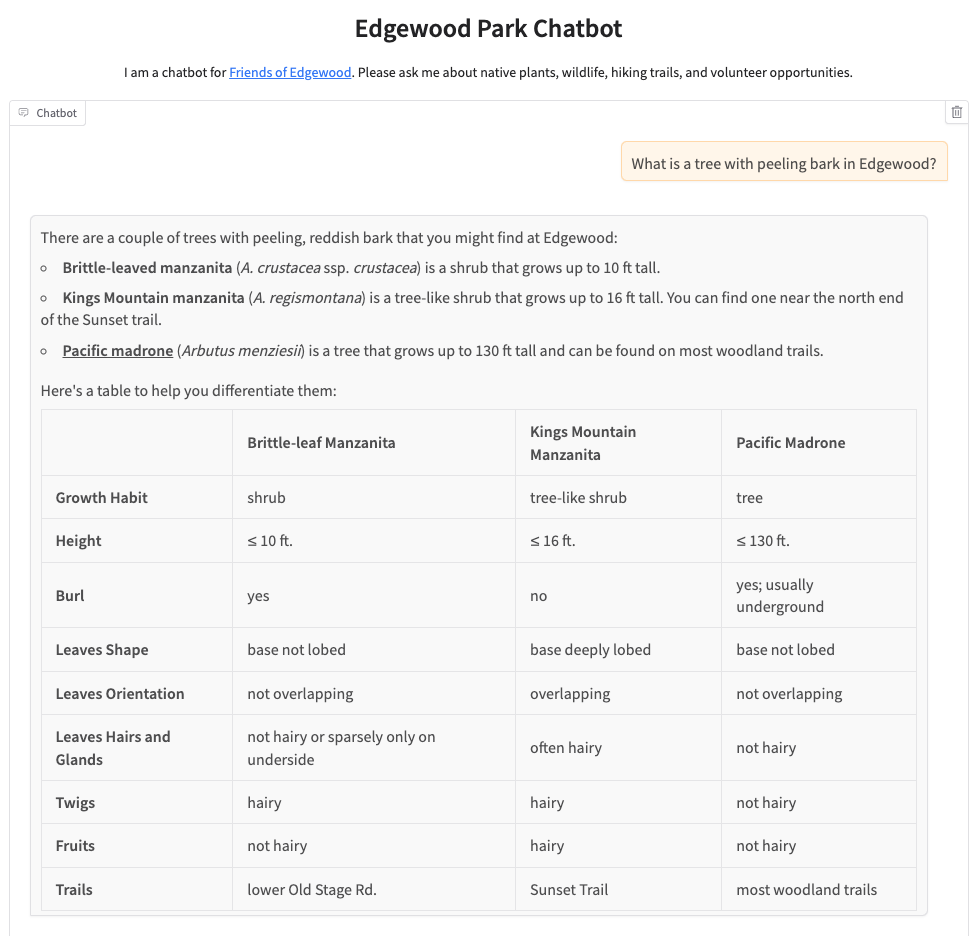 Edgewood Park Chatbot
I am a chatbot for Friends of Edgewood. Please ask me about native plants, wildlife, hiking trails, and volunteer opportunities.
Chatbot
What is a tree with peeling bark in Edgewood?
There are a couple of trees with peeling, reddish bark that you might find at Edgewood:
Brittle-leaved manzanita (A. crustacea ssp. crustacea) is a shrub that grows up to 10 ft tall.
Kings Mountain manzanita (A. regismontana) is a tree-like shrub that grows up to 16 ft tall. You can find one near the north end
of the Sunset trail.
Pacific madrone (Arbutus menziesii) is a tree that grows up to 130 ft tall and can be found on most woodland trails.
Here's a table to help you differentiate them:
Brittle-leaf Manzanita
Kings Mountain
Manzanita
Pacific Madrone
Growth Habit
shrub
tree-like shrub
tree
Height
≤ 10 ft.
≤ 16 ft.
≤ 130 ft.
Burl
yes
no
yes; usually
underground
Leaves Shape
base not lobed
base deeply lobed
base not lobed
Leaves Orientation
not overlapping
overlapping
not overlapping
Leaves Hairs and
Glands
not hairy or sparsely only on
underside
often hairy
not hairy
Twigs
hairy
hairy
not hairy
Fruits
not hairy
hairy
not hairy
Trails
lower Old Stage Rd.
Sunset Trail
most woodland trails